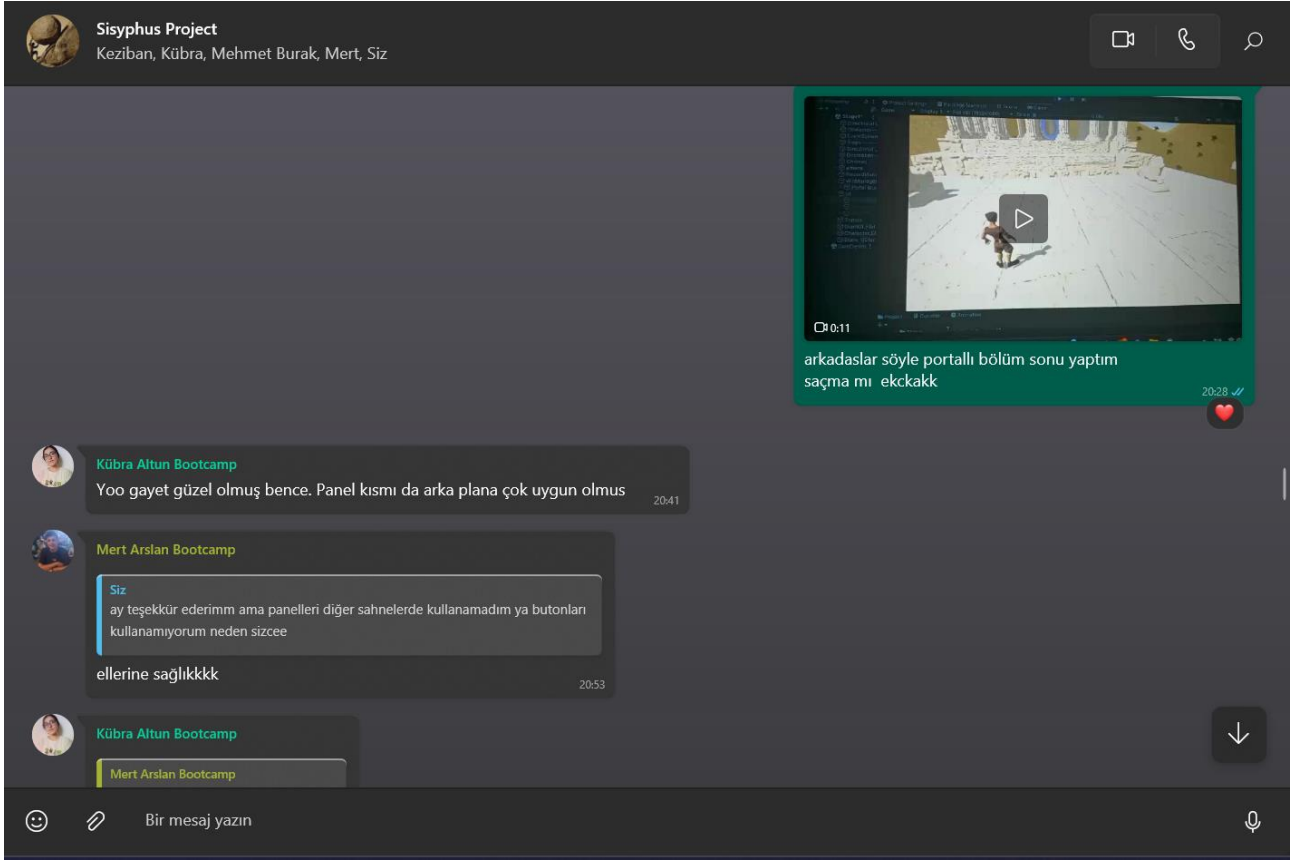 Sisyphus Project
Keziban, Kübra, Mehmet Burak, Mert, Siz
0:11
arkadaslar söyle portallı bölüm sonu yaptım
saçma mı ekckakk
20:28
Kübra Altun Bootcamp
Yoo gayet güzel olmuş bence. Panel kısmı da arka plana çok uygun olmus
20:41
Mert Arslan Bootcamp
Siz
ay teşekkür ederimm ama panelleri diğer sahnelerde kullanamadım ya butonları
kullanamıyorum neden sizcee
ellerine sağlıkkkk
20:53
Kübra Altun Bootcamp
Mert Arslan Bootcamp
Bir mesaj yazın